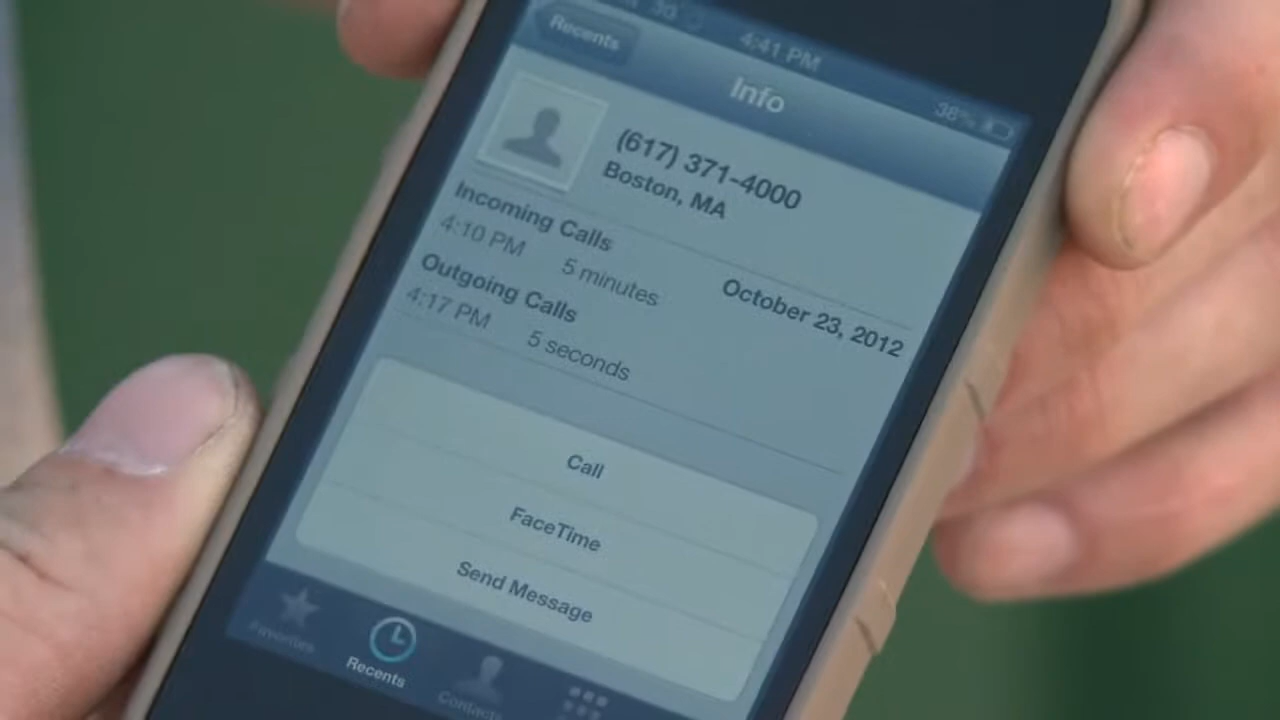 3G 4:41 PM 38%
Recents Info
(617) 371-4000
Boston, MA
Incoming Calls October 23, 2012
4:10 PM 5 minutes
Outgoing Calls
4:17 PM 5 seconds
Call
FaceTime
Send Message
Favorites Recents Contacts